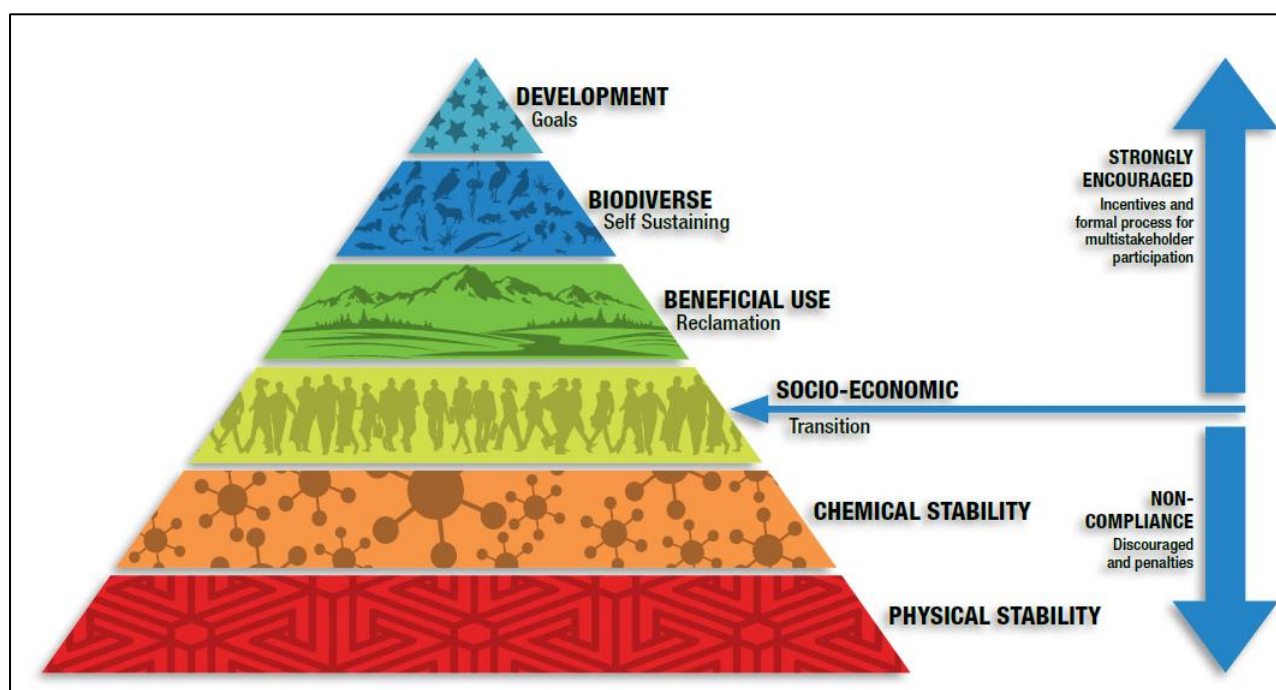 DEVELOPMENT
Goals
BIODIVERSE
Self Sustaining
BENEFICIAL USE
Reclamation
SOCIO-ECONOMIC
Transition
CHEMICAL STABILITY
PHYSICAL STABILITY
STRONGLY
ENCOURAGED
Incentives and
formal process for
multistakeholder
participation
NON-
COMPLIANCE
Discouraged
and penalties